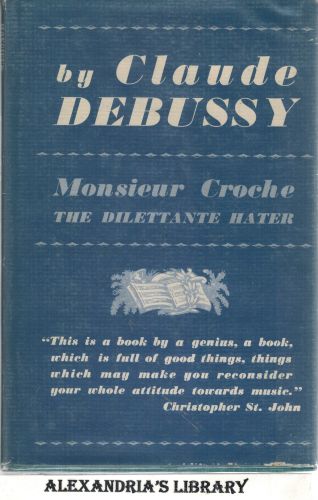 by Claude
DEBUSSY
Monsieur Croche
THE DILETTANTE HATER
“This is a book by a genius, a book,
which is full of good things, things
which may make you reconsider
your whole attitude towards music.”
Christopher St. John
ALEXANDRIA'S LIBRARY